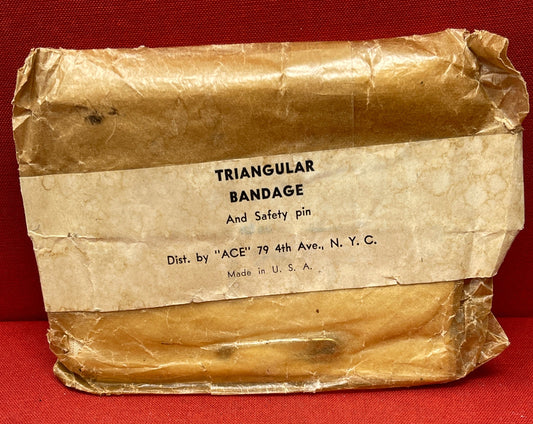 TRIANGULAR
BANDAGE
And Safety pin
Dist. by "ACE" 79 4th Ave., N. Y. C.
Made in U. S. A.